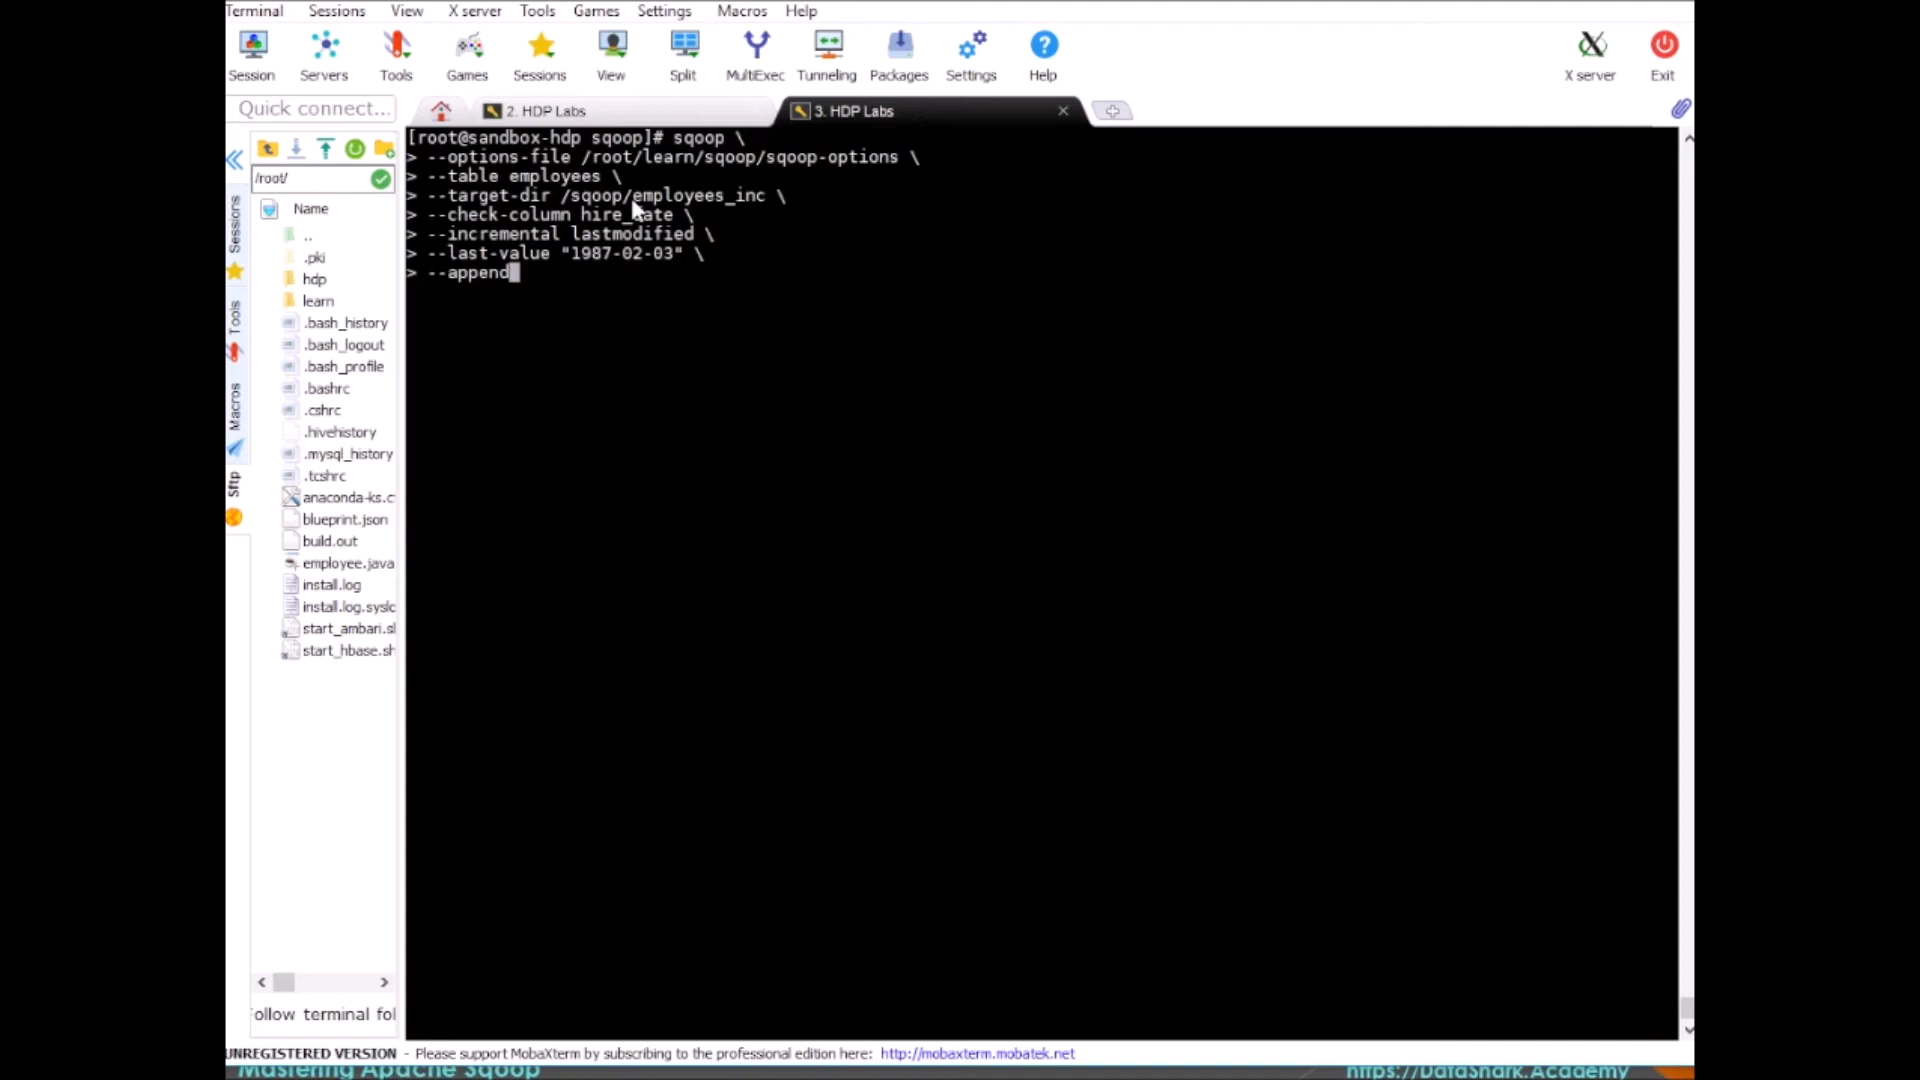 Terminal Sessions View X server Tools Games Settings Macros Help
Session Servers Tools Games Sessions View Split MultiExec Tunneling Packages Settings Help X server Exit
Quick connect...
2. HDP Labs
3. HDP Labs
/root/
Name
..
.pki
hdp
learn
.bash_history
.bash_logout
.bash_profile
.bashrc
.cshrc
.hivehistory
.mysql_history
.tcshrc
anaconda-ks.c
blueprint.json
build.out
employee.java
install.log
install.log.syslc
start_ambari.sl
start_hbase.sh
ollow terminal fol
Sessions
Tools
Macros
Sftp
[root@sandbox-hdp sqoop]# sqoop \
> --options-file /root/learn/sqoop/sqoop-options \
> --table employees \
> --target-dir /sqoop/employees_inc \
> --check-column hire_date \
> --incremental lastmodified \
> --last-value "1987-02-03" \
> --append
UNREGISTERED VERSION - Please support MobaXterm by subscribing to the professional edition here: http://mobaxterm.mobatek.net
Mastering Apache Sqoop
https://DataShark.Academy